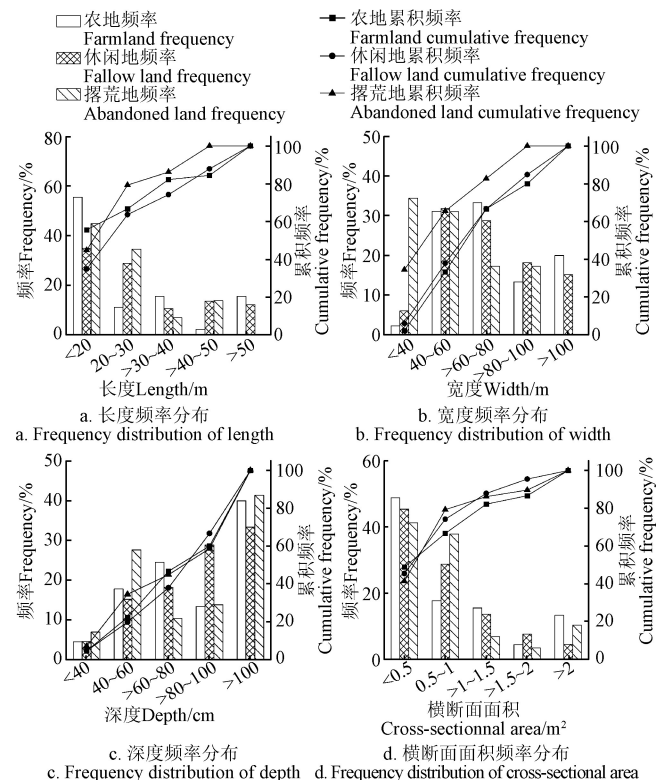 农地频率
Farmland frequency
休闲地频率
Fallow land frequency
撂荒地频率
Abandoned land frequency
农地累积频率
Farmland cumulative frequency
休闲地累积频率
Fallow land cumulative frequency
撂荒地累积频率
Abandoned land cumulative frequency
频率Frequency/%
80
60
40
20
0
累积频率
Cumulative frequency/%
100
80
60
40
20
0
<20
20~30
>30~40
>40~50
>50
长度Length/m
a. 长度频率分布
a. Frequency distribution of length
频率Frequency/%
50
40
30
20
10
0
累积频率
Cumulative frequency/%
100
80
60
40
20
0
<40
40~60
>60~80
>80~100
>100
宽度Width/m
b. 宽度频率分布
b. Frequency distribution of width
频率Frequency/%
50
40
30
20
10
0
累积频率
Cumulative frequency/%
100
80
60
40
20
0
<40
40~60
>60~80
>80~100
>100
深度Depth/cm
c. 深度频率分布
c. Frequency distribution of depth
频率Frequency/%
60
40
20
0
累积频率
Cumulative frequency/%
100
80
60
40
20
0
<0.5
0.5~1
>1~1.5
>1.5~2
>2
横断面面积
Cross-sectionnal area/m²
d. 横断面面积频率分布
d. Frequency distribution of cross-sectional area